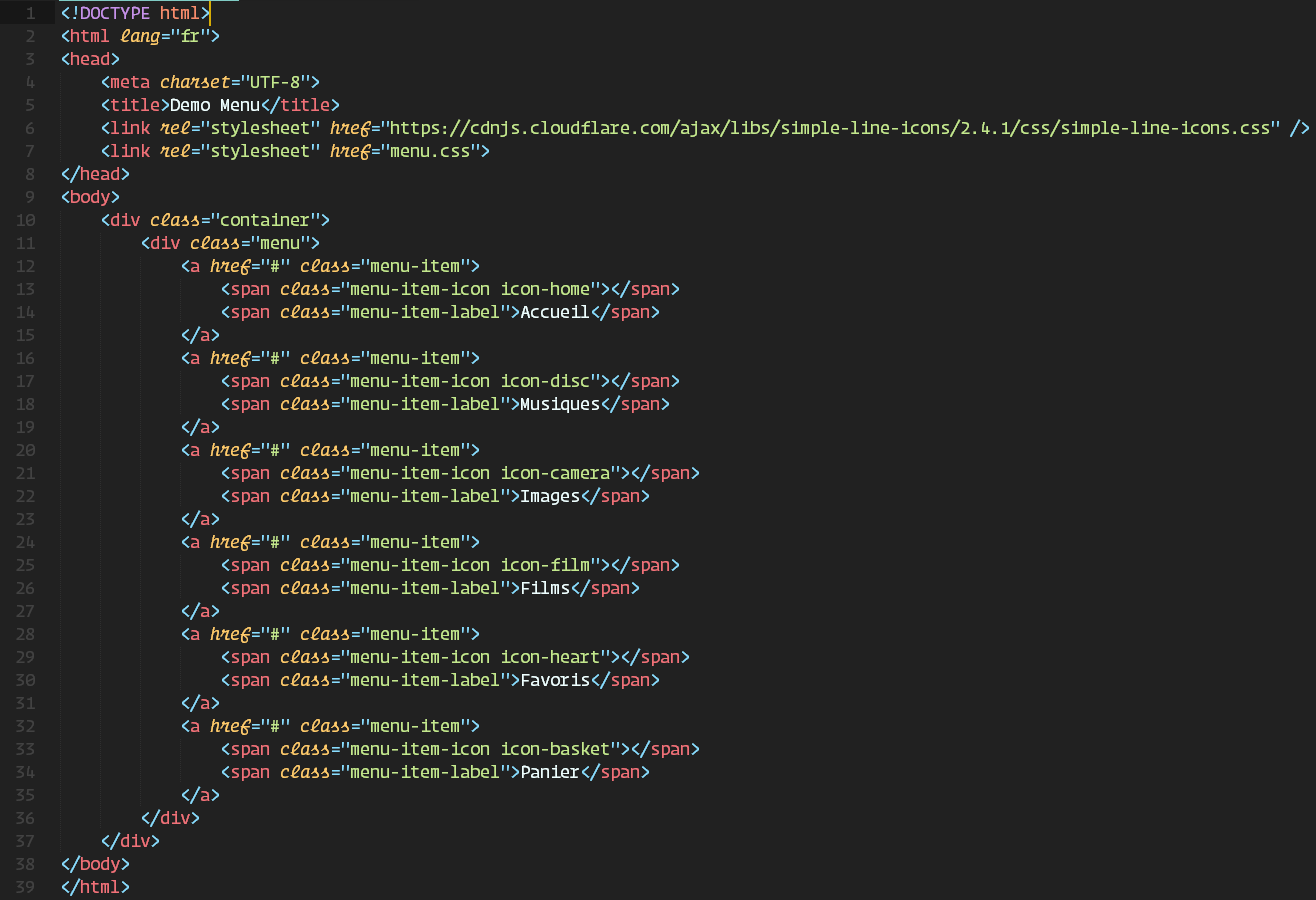 1 <!DOCTYPE html>
2 <html lang="fr">
3 <head>
4     <meta charset="UTF-8">
5     <title>Demo Menu</title>
6     <link rel="stylesheet" href="https://cdnjs.cloudflare.com/ajax/libs/simple-line-icons/2.4.1/css/simple-line-icons.css" />
7     <link rel="stylesheet" href="menu.css">
8 </head>
9 <body>
10     <div class="container">
11         <div class="menu">
12             <a href="#" class="menu-item">
13                 <span class="menu-item-icon icon-home"></span>
14                 <span class="menu-item-label">Accueil</span>
15             </a>
16             <a href="#" class="menu-item">
17                 <span class="menu-item-icon icon-disc"></span>
18                 <span class="menu-item-label">Musiques</span>
19             </a>
20             <a href="#" class="menu-item">
21                 <span class="menu-item-icon icon-camera"></span>
22                 <span class="menu-item-label">Images</span>
23             </a>
24             <a href="#" class="menu-item">
25                 <span class="menu-item-icon icon-film"></span>
26                 <span class="menu-item-label">Films</span>
27             </a>
28             <a href="#" class="menu-item">
29                 <span class="menu-item-icon icon-heart"></span>
30                 <span class="menu-item-label">Favoris</span>
31             </a>
32             <a href="#" class="menu-item">
33                 <span class="menu-item-icon icon-basket"></span>
34                 <span class="menu-item-label">Panier</span>
35             </a>
36         </div>
37     </div>
38 </body>
39 </html>